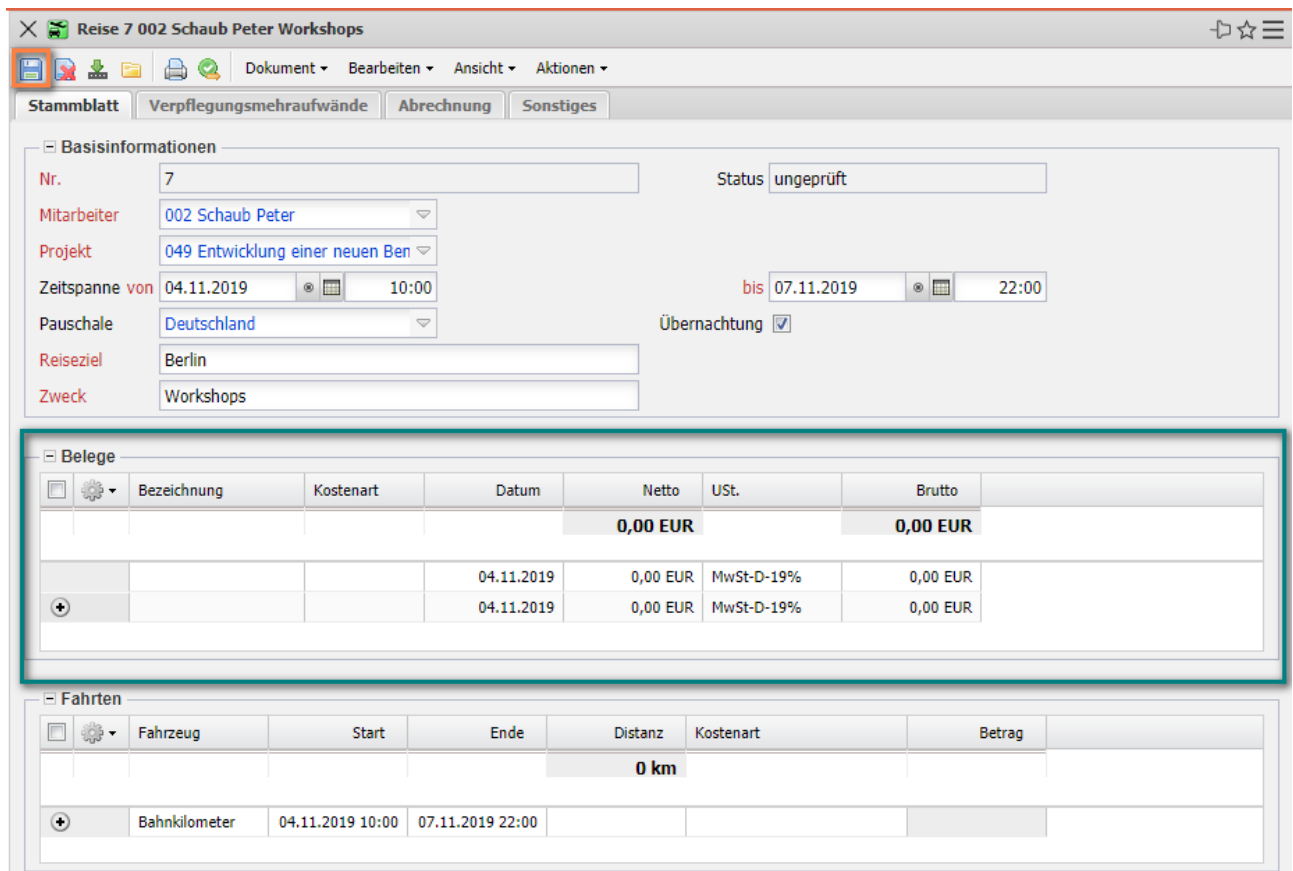 Reise 7 002 Schaub Peter Workshops
Dokument Bearbeiten Ansicht Aktionen
Stammblatt Verpflegungsmehraufwände Abrechnung Sonstiges
Basisinformationen
Nr. 7 Status ungeprüft
Mitarbeiter 002 Schaub Peter
Projekt 049 Entwicklung einer neuen Ben
Zeitspanne von 04.11.2019 10:00 bis 07.11.2019 22:00
Pauschale Deutschland Übernachtung
Reiseziel Berlin
Zweck Workshops
Belege
Bezeichnung Kostenart Datum Netto USt. Brutto
0,00 EUR 0,00 EUR
04.11.2019 0,00 EUR MwSt-D-19% 0,00 EUR
04.11.2019 0,00 EUR MwSt-D-19% 0,00 EUR
Fahrten
Fahrzeug Start Ende Distanz Kostenart Betrag
0 km
Bahnkilometer 04.11.2019 10:00 07.11.2019 22:00